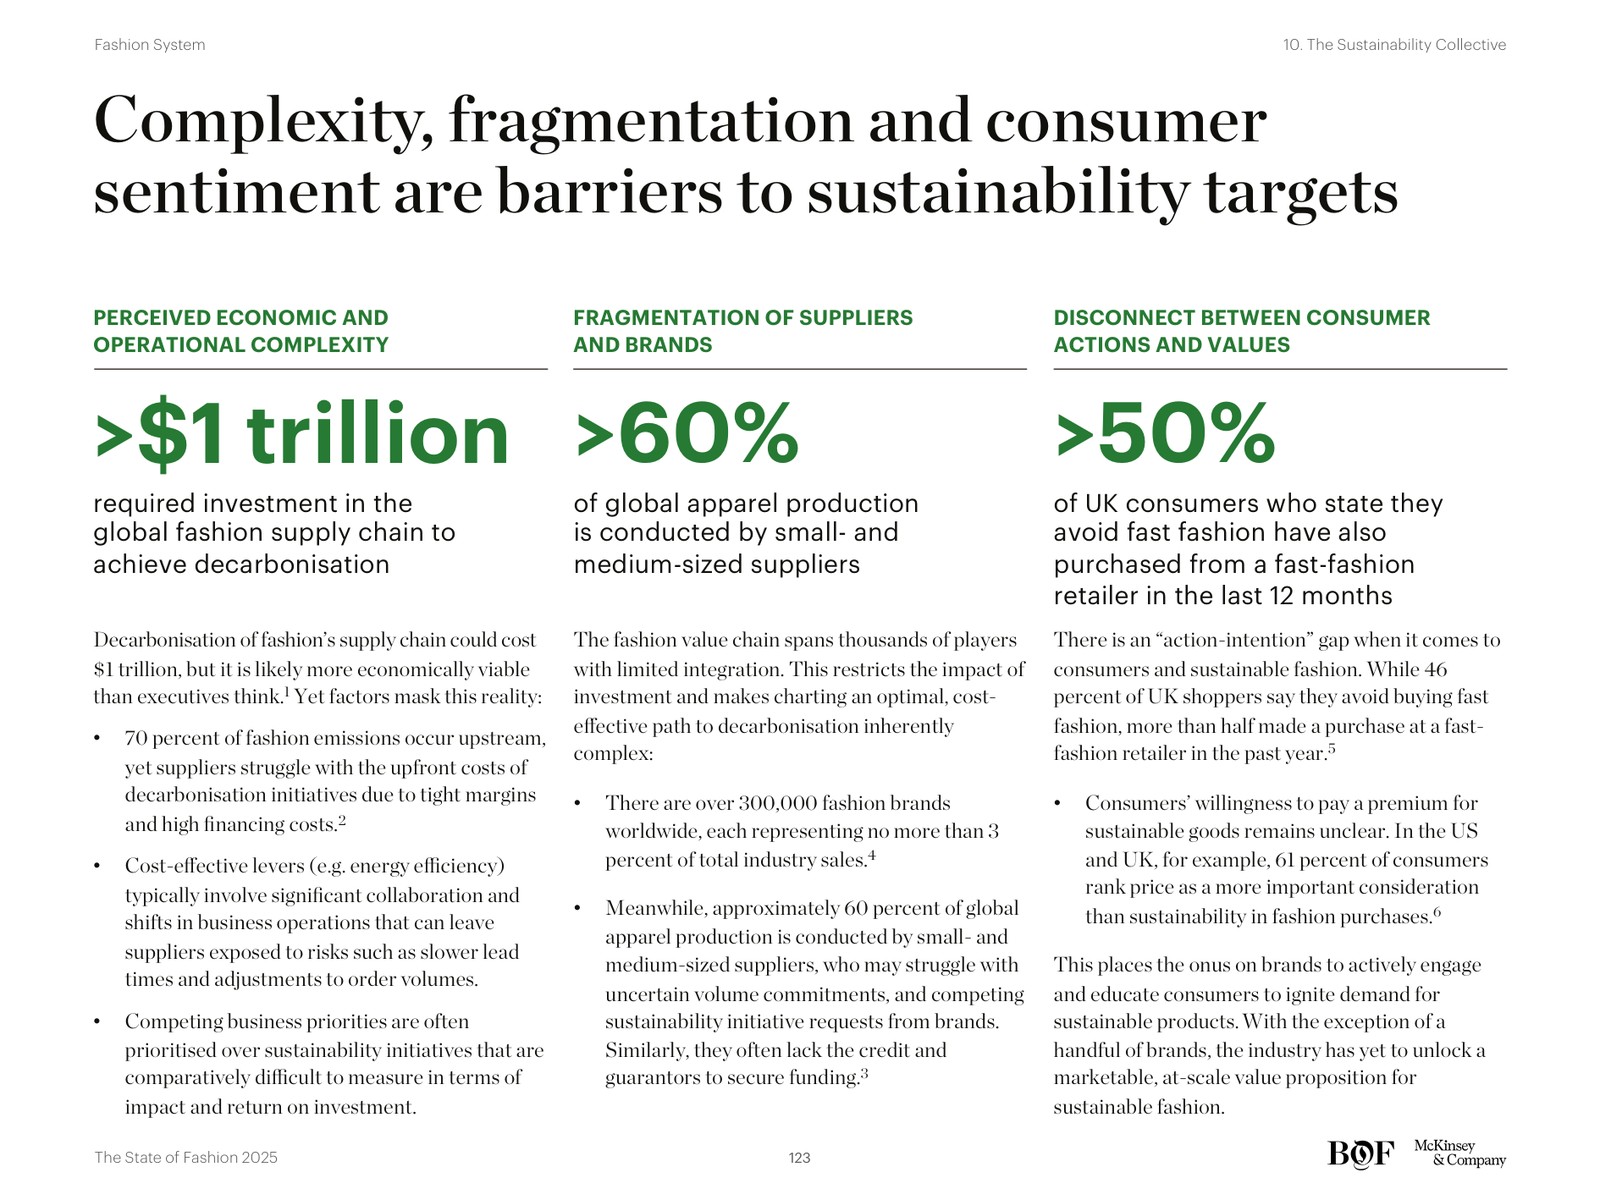 Fashion System
10. The Sustainability Collective
Complexity, fragmentation and consumer
sentiment are barriers to sustainability targets
PERCEIVED ECONOMIC AND
OPERATIONAL COMPLEXITY
>$1 trillion
required investment in the
global fashion supply chain to
achieve decarbonisation
Decarbonisation of fashion’s supply chain could cost
$1 trillion, but it is likely more economically viable
than executives think.1 Yet factors mask this reality:
• 70 percent of fashion emissions occur upstream,
yet suppliers struggle with the upfront costs of
decarbonisation initiatives due to tight margins
and high financing costs.2
• Cost-effective levers (e.g. energy efficiency)
typically involve significant collaboration and
shifts in business operations that can leave
suppliers exposed to risks such as slower lead
times and adjustments to order volumes.
• Competing business priorities are often
prioritised over sustainability initiatives that are
comparatively difficult to measure in terms of
impact and return on investment.
FRAGMENTATION OF SUPPLIERS
AND BRANDS
>60%
of global apparel production
is conducted by small- and
medium-sized suppliers
The fashion value chain spans thousands of players
with limited integration. This restricts the impact of
investment and makes charting an optimal, cost-
effective path to decarbonisation inherently
complex:
• There are over 300,000 fashion brands
worldwide, each representing no more than 3
percent of total industry sales.4
• Meanwhile, approximately 60 percent of global
apparel production is conducted by small- and
medium-sized suppliers, who may struggle with
uncertain volume commitments, and competing
sustainability initiative requests from brands.
Similarly, they often lack the credit and
guarantors to secure funding.3
DISCONNECT BETWEEN CONSUMER
ACTIONS AND VALUES
>50%
of UK consumers who state they
avoid fast fashion have also
purchased from a fast-fashion
retailer in the last 12 months
There is an “action-intention” gap when it comes to
consumers and sustainable fashion. While 46
percent of UK shoppers say they avoid buying fast
fashion, more than half made a purchase at a fast-
fashion retailer in the past year.5
• Consumers’ willingness to pay a premium for
sustainable goods remains unclear. In the US
and UK, for example, 61 percent of consumers
rank price as a more important consideration
than sustainability in fashion purchases.6
This places the onus on brands to actively engage
and educate consumers to ignite demand for
sustainable products. With the exception of a
handful of brands, the industry has yet to unlock a
marketable, at-scale value proposition for
sustainable fashion.
The State of Fashion 2025
123
BOF
McKinsey
& Company